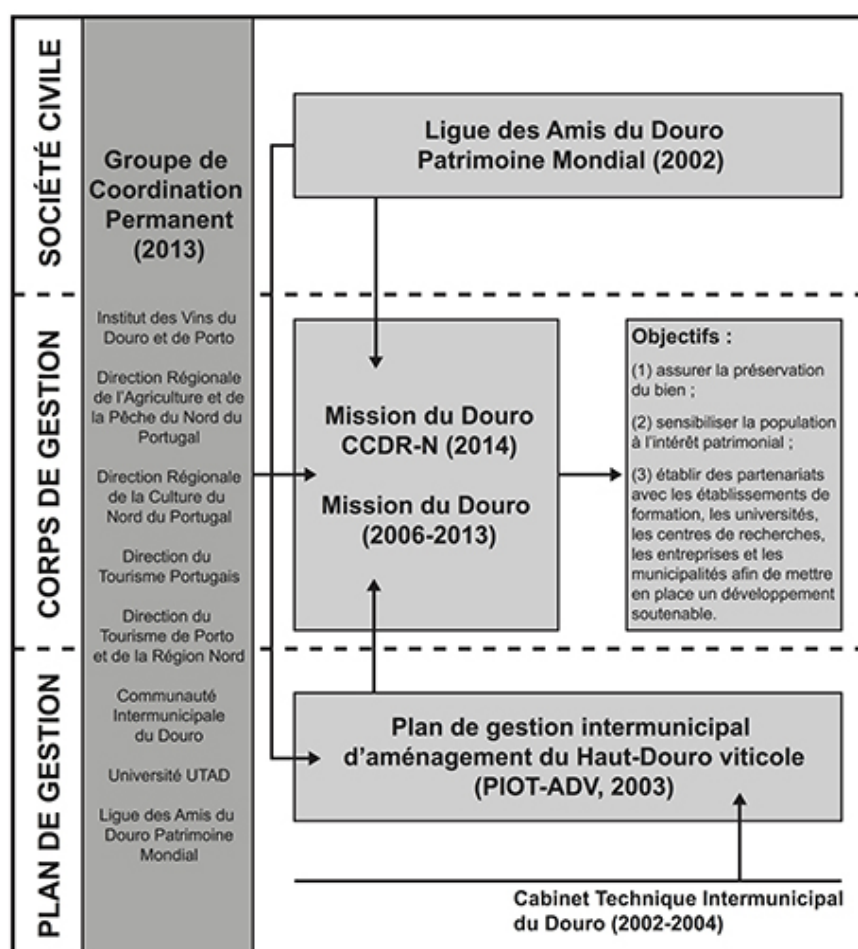 SOCIÉTÉ CIVILE
CORPS DE GESTION
PLAN DE GESTION
Groupe de
Coordination
Permanent
(2013)
Institut des Vins du
Douro et de Porto
Direction Régionale
de l'Agriculture et de
la Pêche du Nord du
Portugal
Direction Régionale
de la Culture du
Nord du Portugal
Direction du
Tourisme Portugais
Direction du
Tourisme de Porto
et de la Région Nord
Communauté
Intermunicipale
du Douro
Université UTAD
Ligue des Amis du
Douro Patrimoine
Mondial
Ligue des Amis du Douro
Patrimoine Mondial (2002)
Mission du Douro
CCDR-N (2014)
Mission du Douro
(2006-2013)
Objectifs :
(1) assurer la préservation
du bien ;
(2) sensibiliser la population
à l'intérêt patrimonial ;
(3) établir des partenariats
avec les établissements de
formation, les universités,
les centres de recherches,
les entreprises et les
municipalités afin de mettre
en place un développement
soutenable.
Plan de gestion intermunicipal
d'aménagement du Haut-Douro viticole
(PIOT-ADV, 2003)
Cabinet Technique Intermunicipal
du Douro (2002-2004)